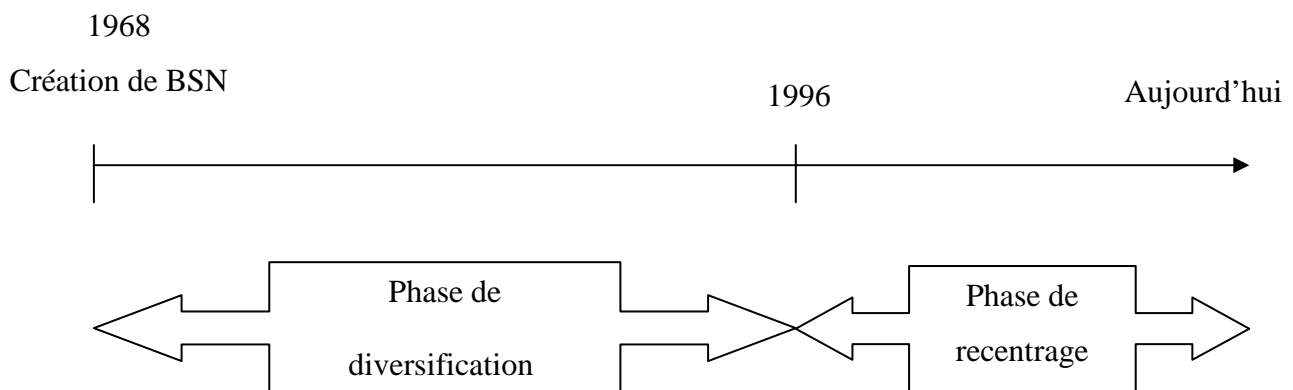 1968
Création de BSN
1996
Aujourd’hui
Phase de
diversification
Phase de
recentrage